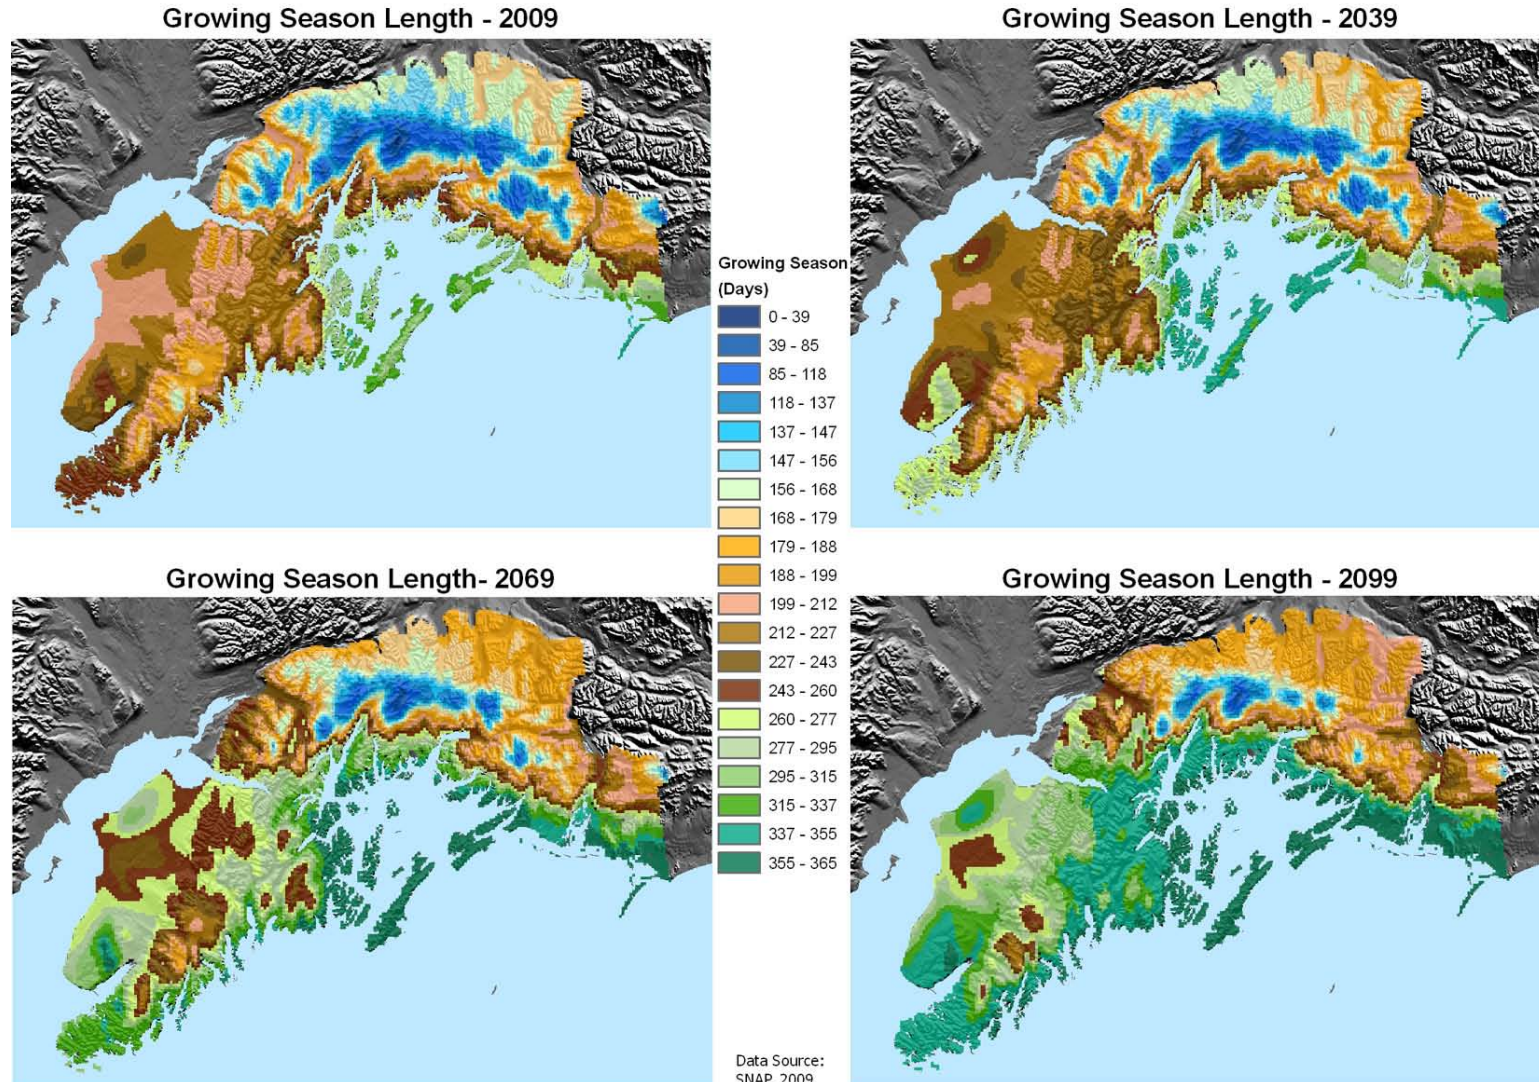 Growing Season Length - 2009
Growing Season Length - 2039
Growing Season
(Days)
0 - 39
39 - 85
85 - 118
118 - 137
137 - 147
147 - 156
156 - 168
168 - 179
179 - 188
188 - 199
199 - 212
212 - 227
227 - 243
243 - 260
260 - 277
277 - 295
295 - 315
315 - 337
337 - 355
355 - 365
Growing Season Length- 2069
Growing Season Length - 2099
Data Source:
SNAP, 2009